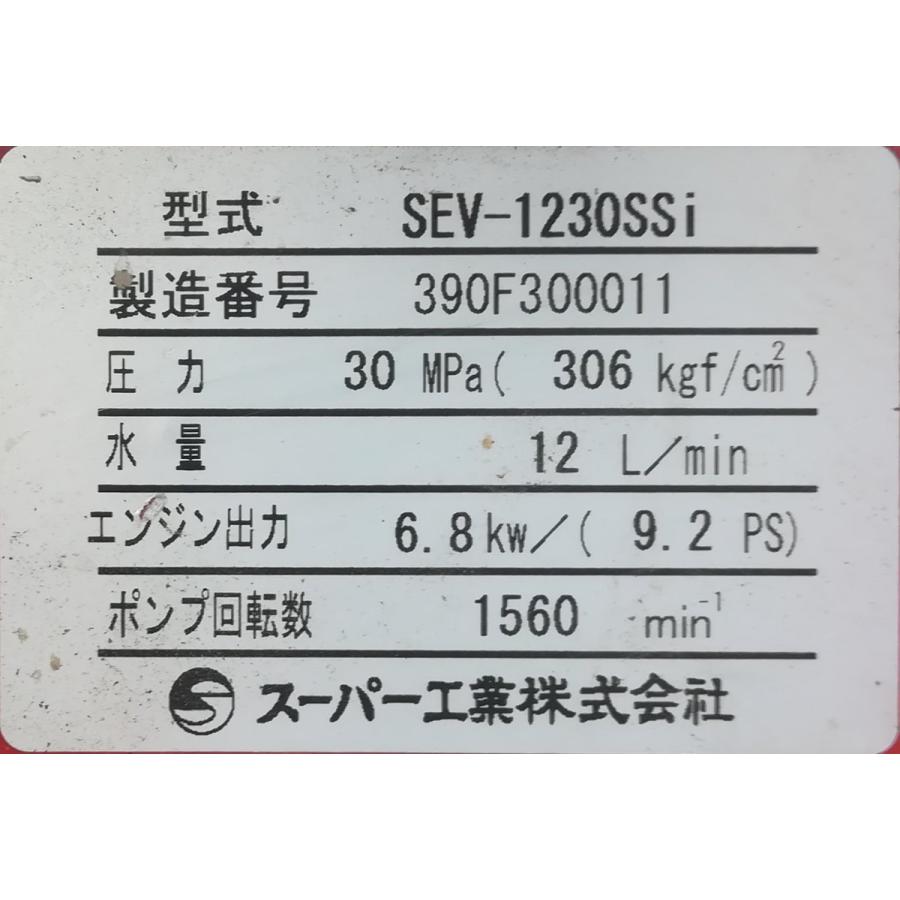 型式 SEV-1230SSi
製造番号 390F300011
圧力 30 MPa( 306 kgf/cm² )
水量 12 L/min
エンジン出力 6.8kw/( 9.2 PS)
ポンプ回転数 1560 min⁻¹
スーパー工業株式会社